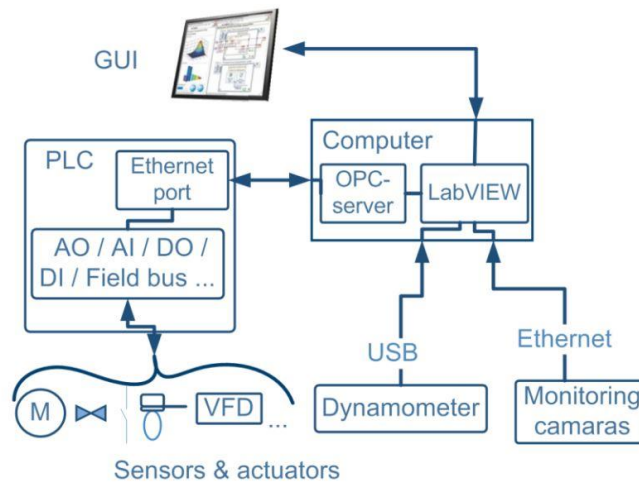 GUI
PLC
Ethernet
port
AO / AI / DO /
DI / Field bus ...
Computer
OPC-
server
LabVIEW
USB
Ethernet
Dynamometer
Monitoring
camaras
M
VFD
...
Sensors & actuators